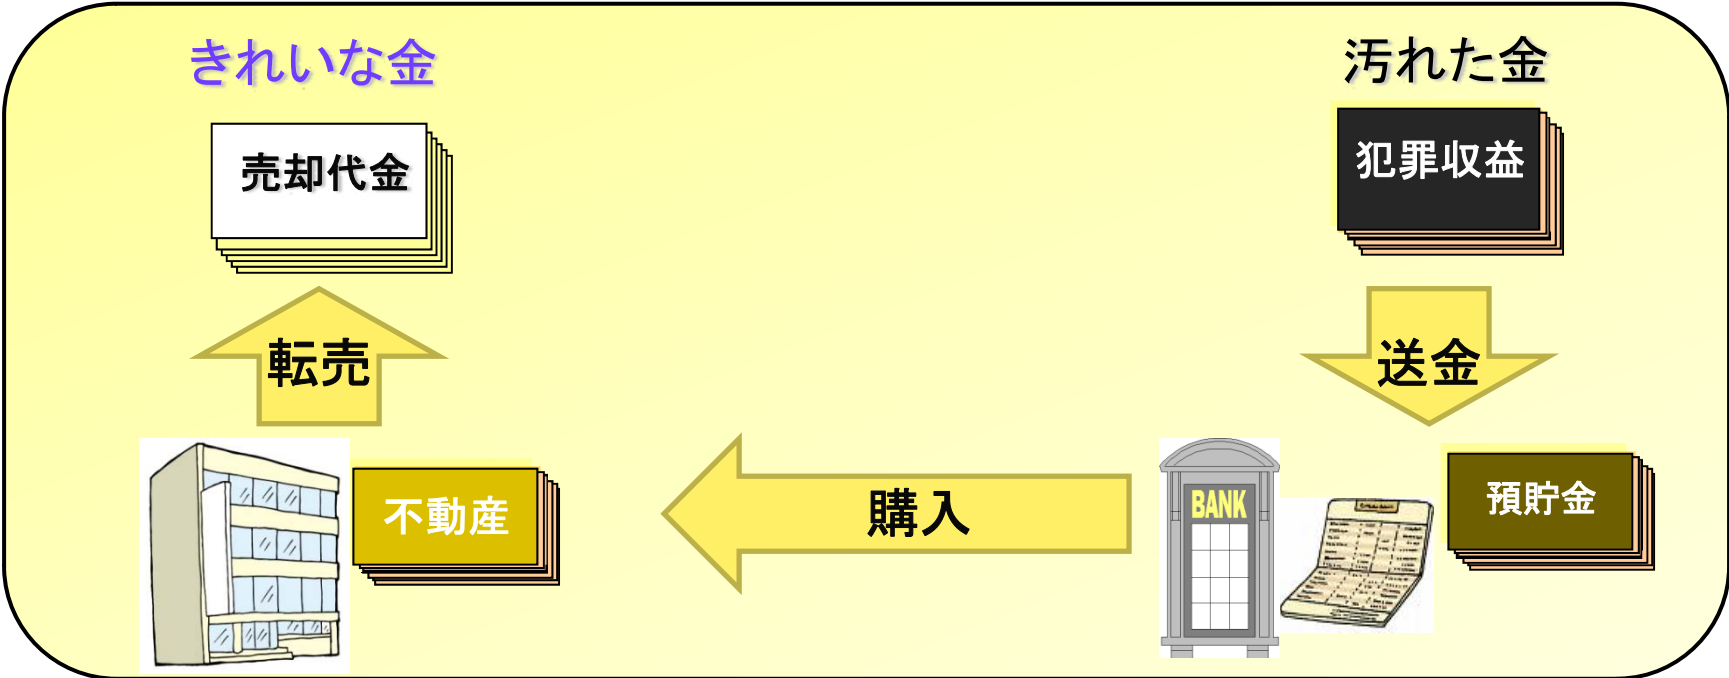 きれいな金
汚れた金
売却代金
犯罪収益
転売
送金
不動産
購入
BANK
預貯金